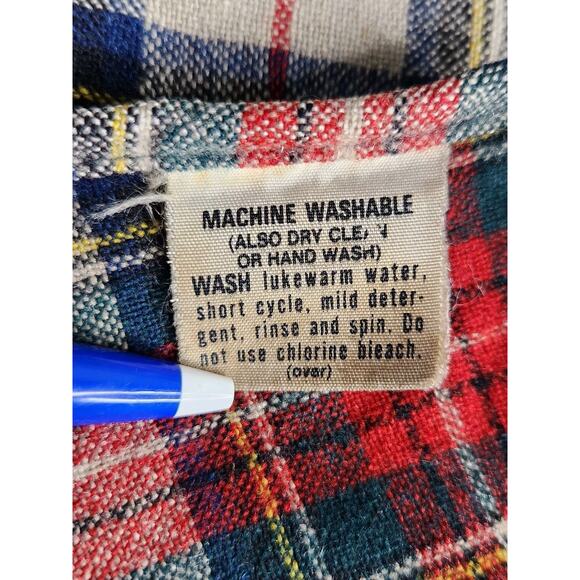 MACHINE WASHABLE
(ALSO DRY CLEAN
OR HAND WASH)
WASH lukewarm water,
short cycle, mild deter-
gent, rinse and spin. Do
not use chlorine bleach.
(over)